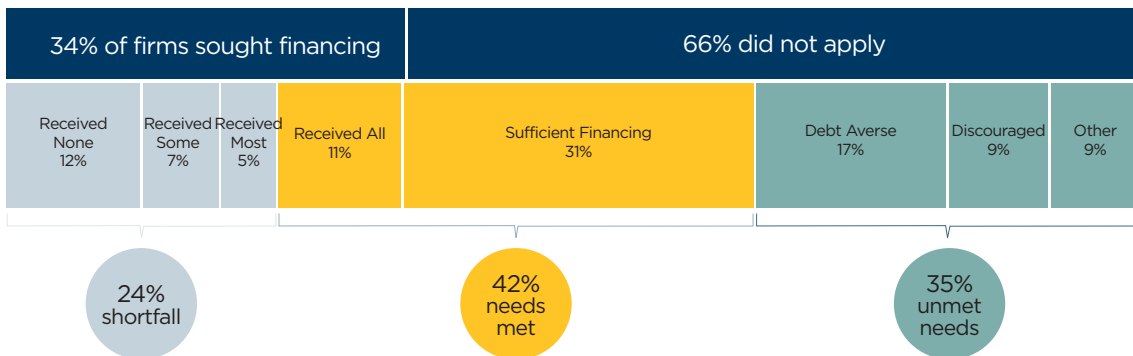 34% of firms sought financing
66% did not apply
Received
None
12%
Received
Some
7%
Received
Most
5%
Received All
11%
Sufficient Financing
31%
Debt Averse
17%
Discouraged
9%
Other
9%
24%
shortfall
42%
needs
met
35%
unmet
needs